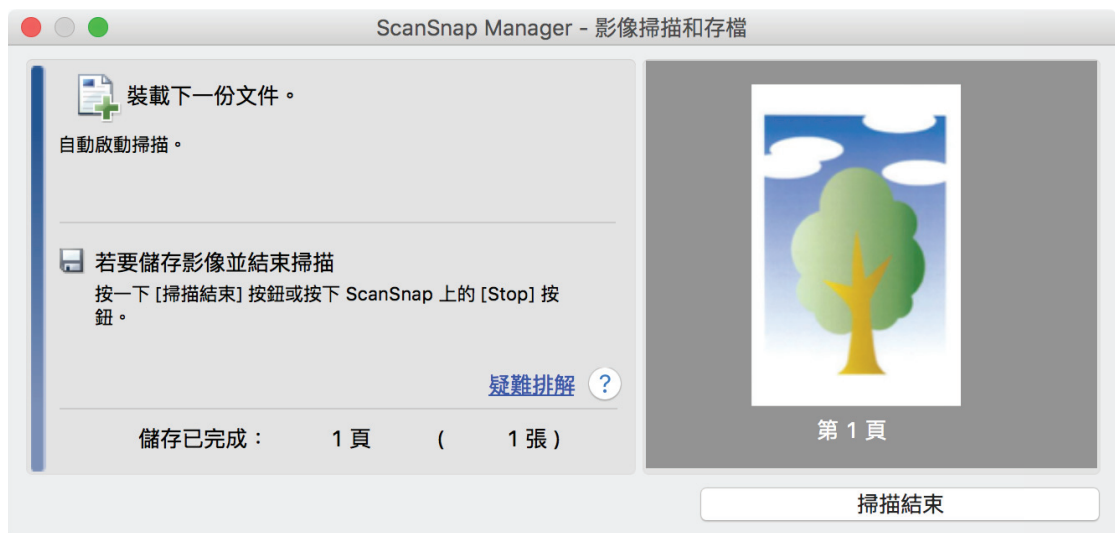 ScanSnap Manager - 影像掃描和存檔
裝載下一份文件。
自動啟動掃描。
若要儲存影像並結束掃描
按一下 [掃描結束] 按鈕或按下 ScanSnap 上的 [Stop] 按
鈕。
疑難排解 ?
儲存已完成： 1 頁 ( 1 張 )
第 1 頁
掃描結束